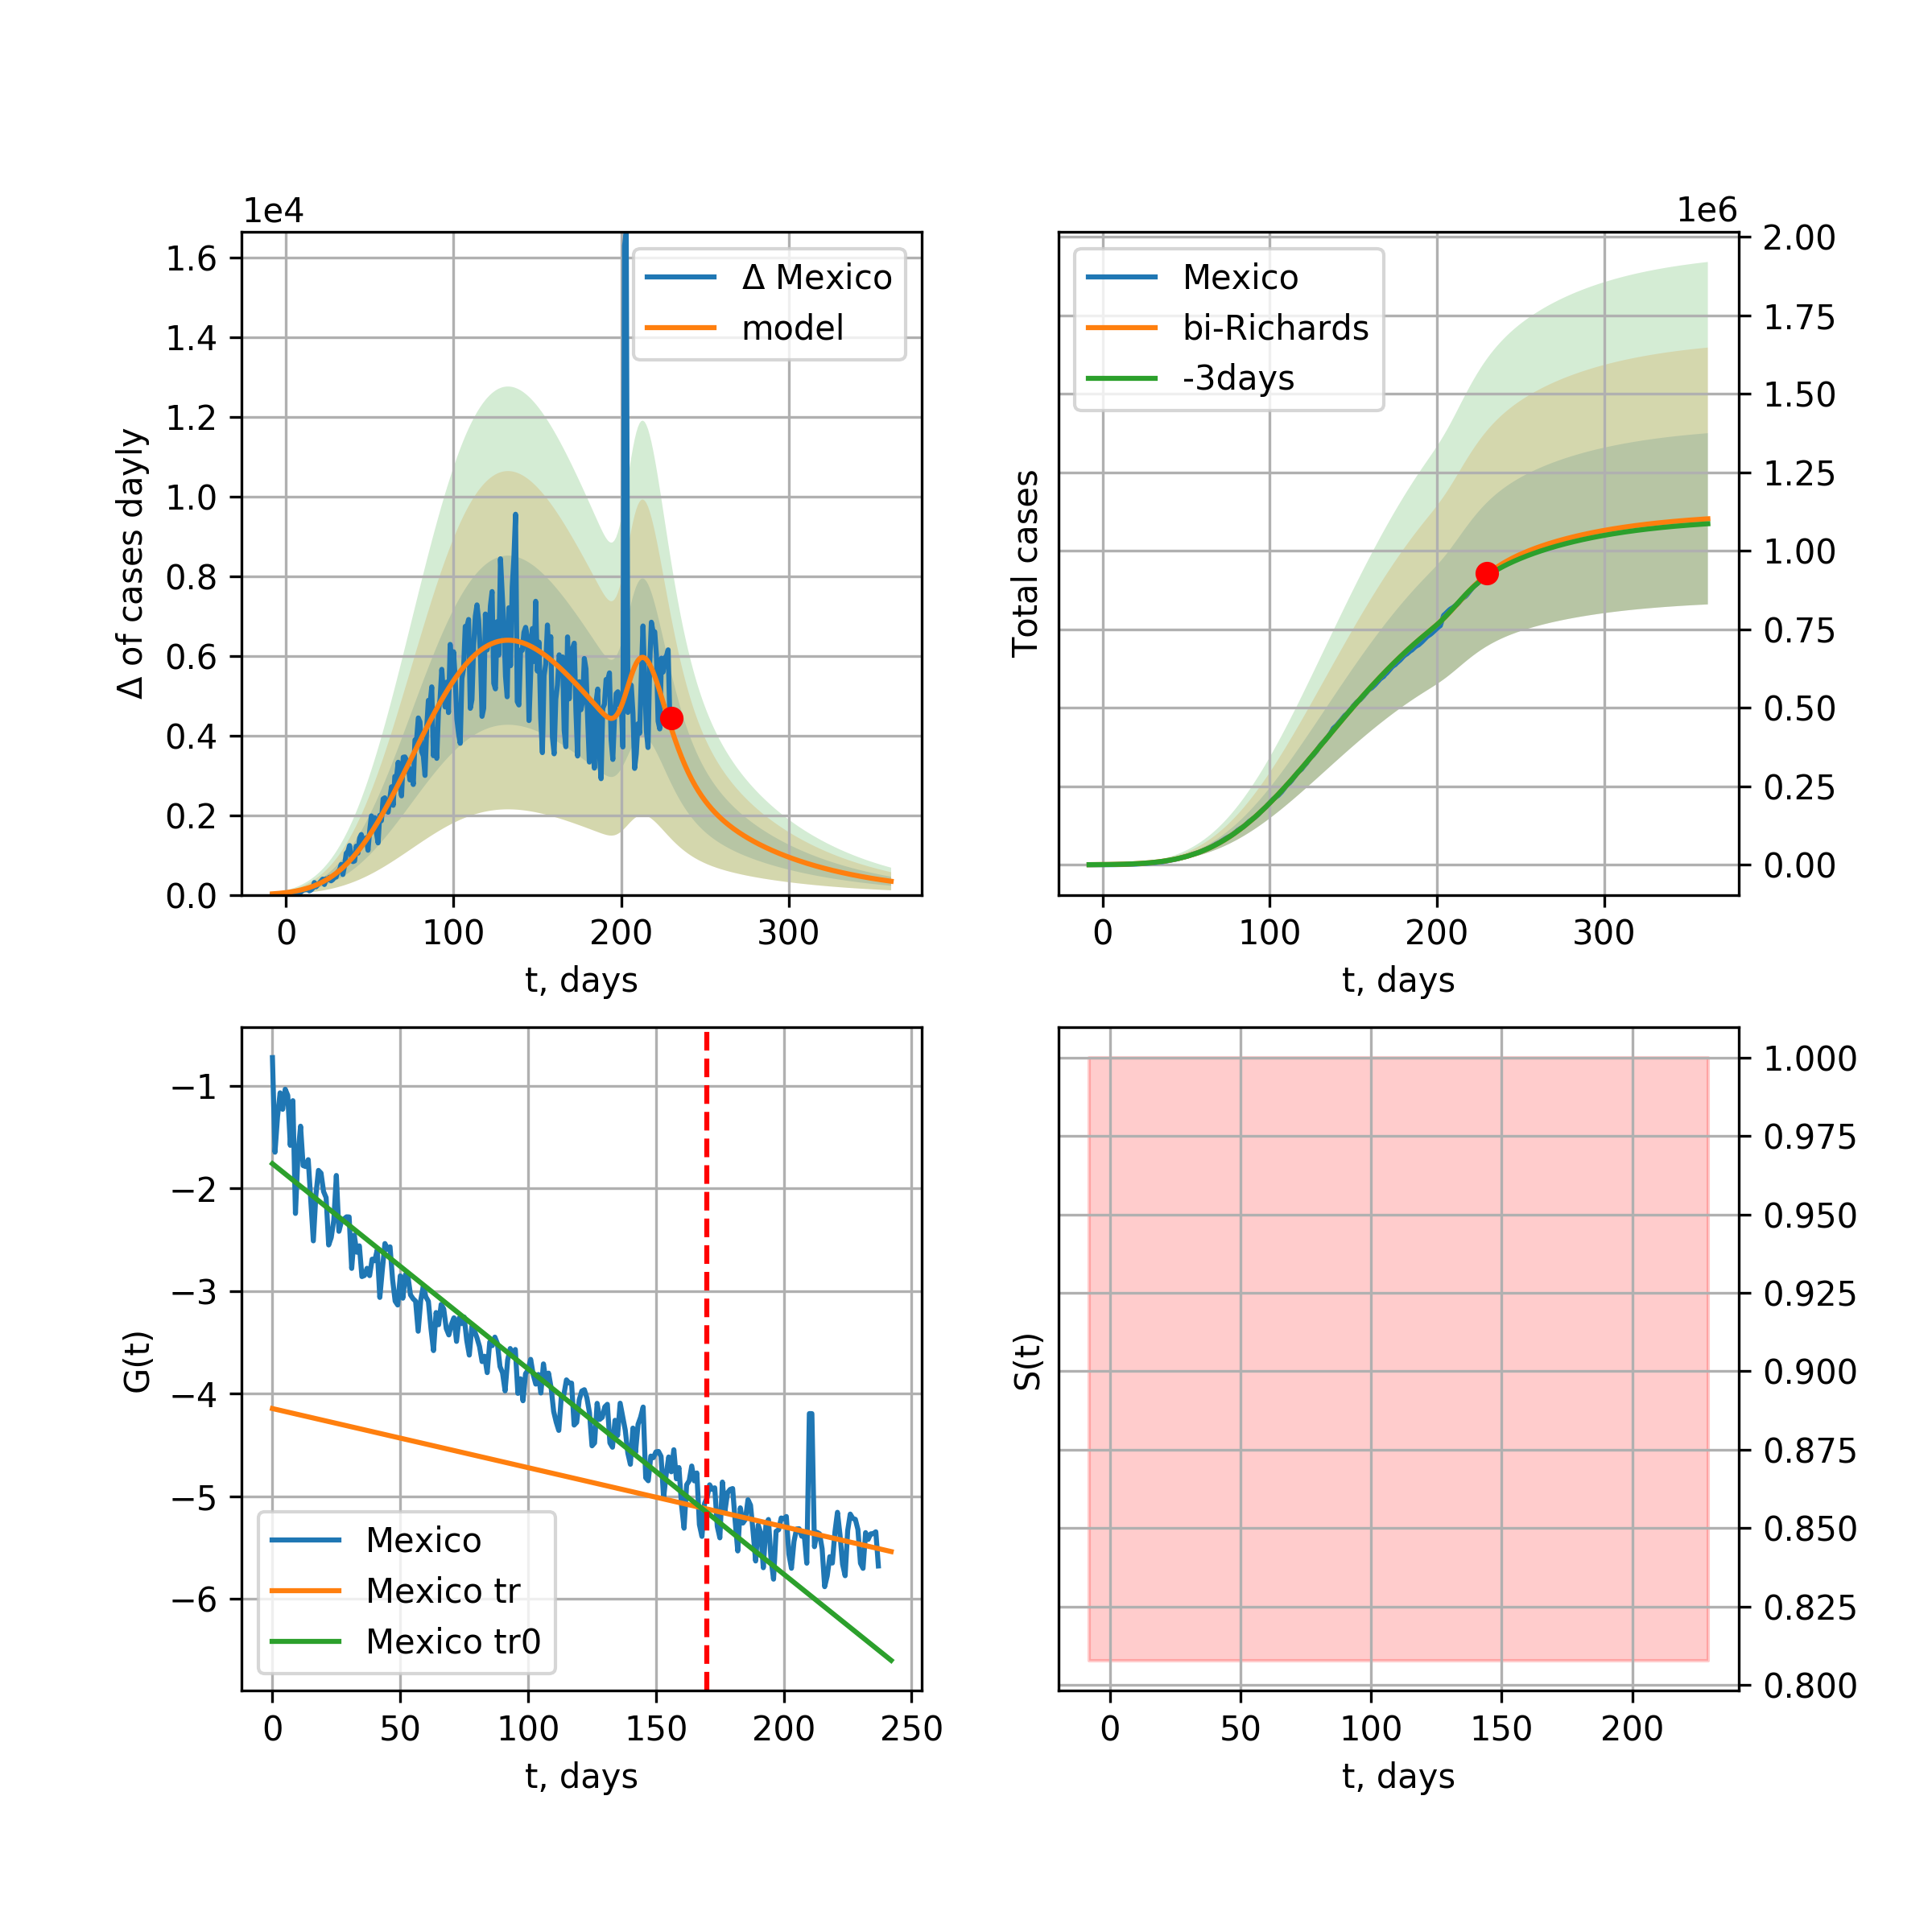 1e4
Δ of cases dayly
1.6
1.4
1.2
1.0
0.8
0.6
0.4
0.2
0.0
0 100 200 300
t, days
Δ Mexico
model
1e6
Total cases
2.00
1.75
1.50
1.25
1.00
0.75
0.50
0.25
0.00
0 100 200 300
t, days
Mexico
bi-Richards
-3days
G(t)
−1
−2
−3
−4
−5
−6
0 50 100 150 200 250
t, days
Mexico
Mexico tr
Mexico tr0
S(t)
1.000
0.975
0.950
0.925
0.900
0.875
0.850
0.825
0.800
0 50 100 150 200
t, days